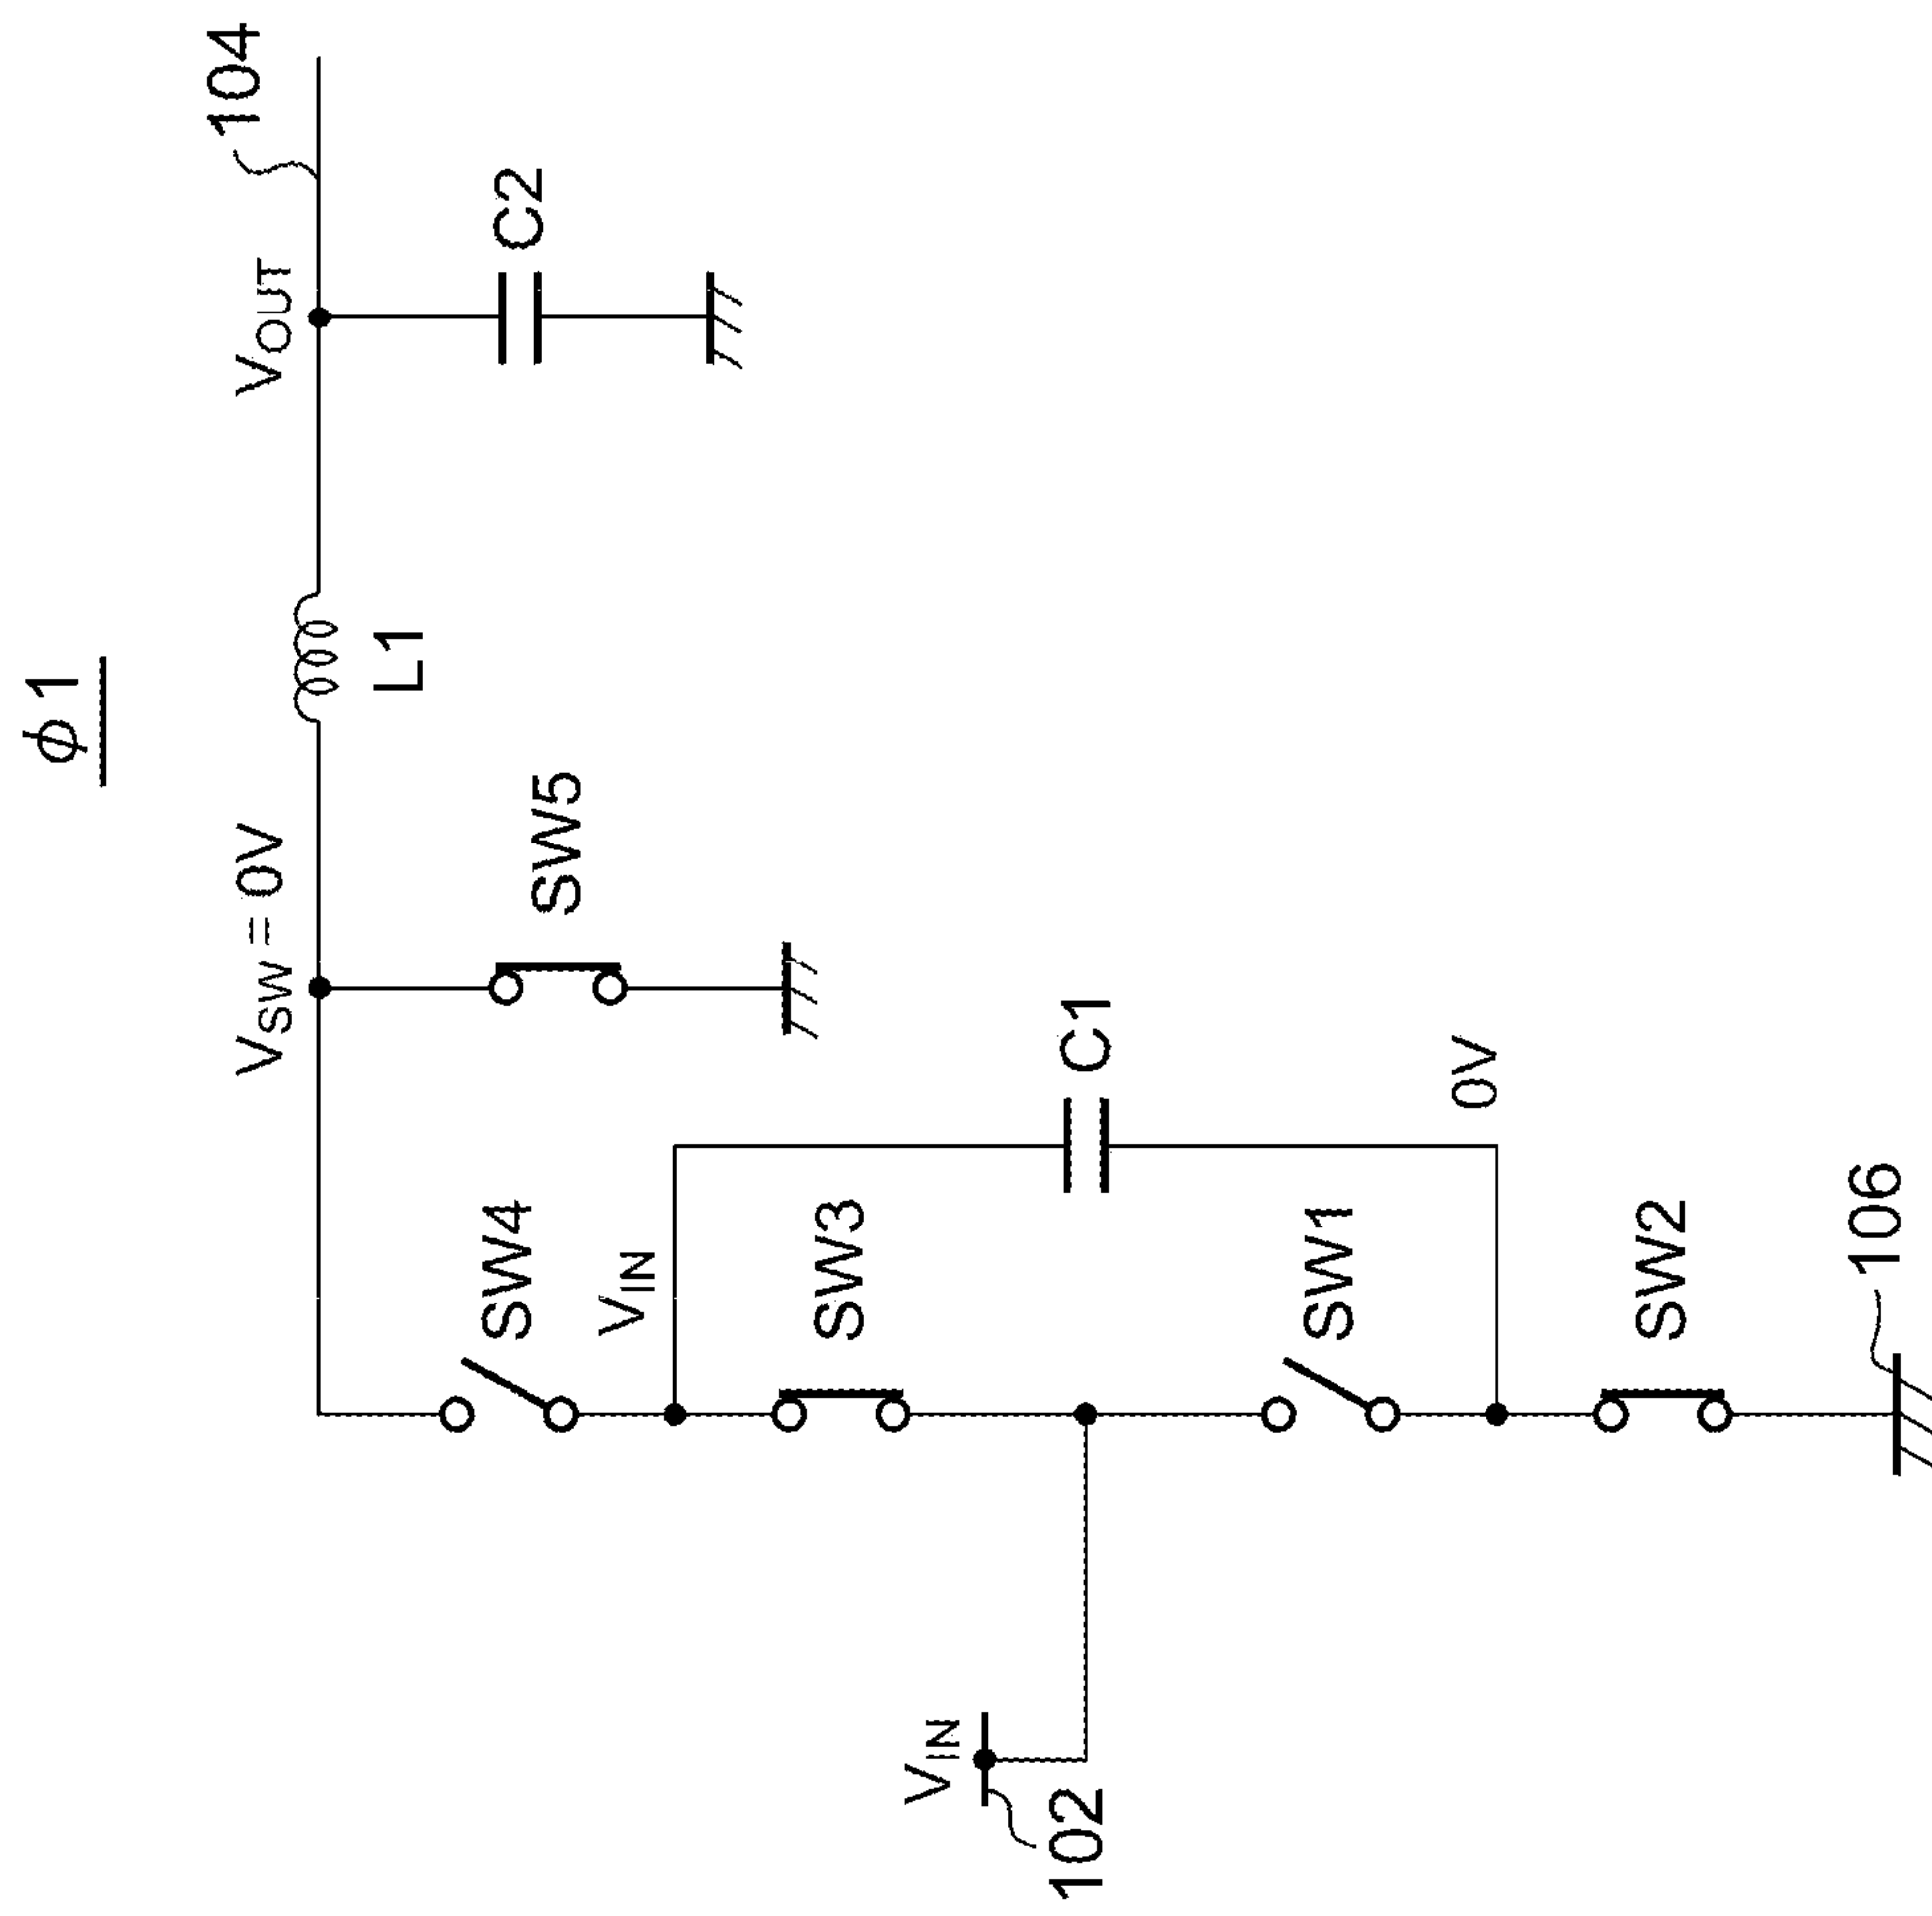 φ1
104
VOUT
C2
L1
VSW = 0V
SW5
SW4
VIN
C1
SW3
0V
SW1
SW2
106
VIN
102